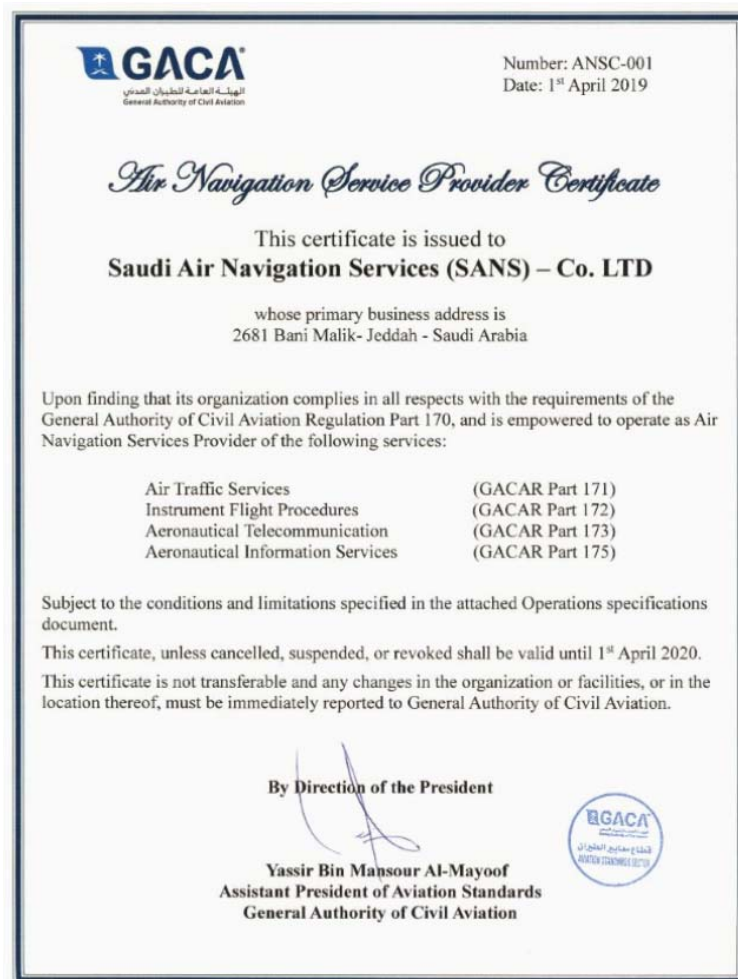 GACA
الهيئة العامة للطيران المدني
General Authority of Civil Aviation
Number: ANSC-001
Date: 1st April 2019
Air Navigation Service Provider Certificate
This certificate is issued to
Saudi Air Navigation Services (SANS) – Co. LTD
whose primary business address is
2681 Bani Malik- Jeddah - Saudi Arabia
Upon finding that its organization complies in all respects with the requirements of the
General Authority of Civil Aviation Regulation Part 170, and is empowered to operate as Air
Navigation Services Provider of the following services:
Air Traffic Services (GACAR Part 171)
Instrument Flight Procedures (GACAR Part 172)
Aeronautical Telecommunication (GACAR Part 173)
Aeronautical Information Services (GACAR Part 175)
Subject to the conditions and limitations specified in the attached Operations specifications
document.
This certificate, unless cancelled, suspended, or revoked shall be valid until 1st April 2020.
This certificate is not transferable and any changes in the organization or facilities, or in the
location thereof, must be immediately reported to General Authority of Civil Aviation.
By Direction of the President
Yassir Bin Mansour Al-Mayoof
Assistant President of Aviation Standards
General Authority of Civil Aviation
GACA
قطاع معايير الطيران
AVIATION STANDARDS SECTOR